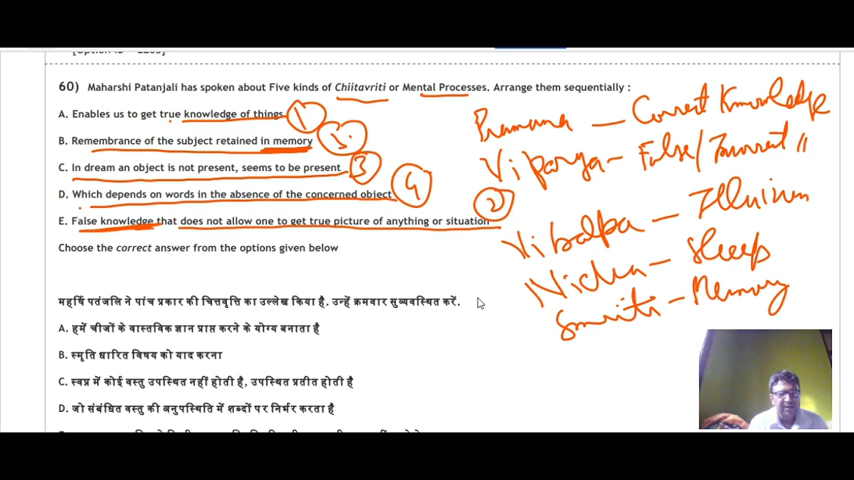 60) Maharshi Patanjali has spoken about Five kinds of Chiitavriti or Mental Processes. Arrange them sequentially :
A. Enables us to get true knowledge of things 1
B. Remembrance of the subject retained in memory 5.
C. In dream an object is not present, seems to be present 3
D. Which depends on words in the absence of the concerned object 4
E. False knowledge that does not allow one to get true picture of anything or situation 2
Choose the correct answer from the options given below
Pramana — Correct Knowledge
Viparya - False/Incorrect "
Vikalpa — Illusion
Nidra — Sleep
Smriti - Memory
महर्षि पतंजलि ने पांच प्रकार की चित्तवृत्ति का उल्लेख किया है. उन्हें क्रमवार सुव्यवस्थित करें.
A. हमें चीजों के वास्तविक ज्ञान प्राप्त करने के योग्य बनाता है
B. स्मृति धारित विषय को याद करना
C. स्वप्न में कोई वस्तु उपस्थित नहीं होती है, उपस्थित प्रतीत होती है
D. जो संबंधित वस्तु की अनुपस्थिति में शब्दों पर निर्भर करता है